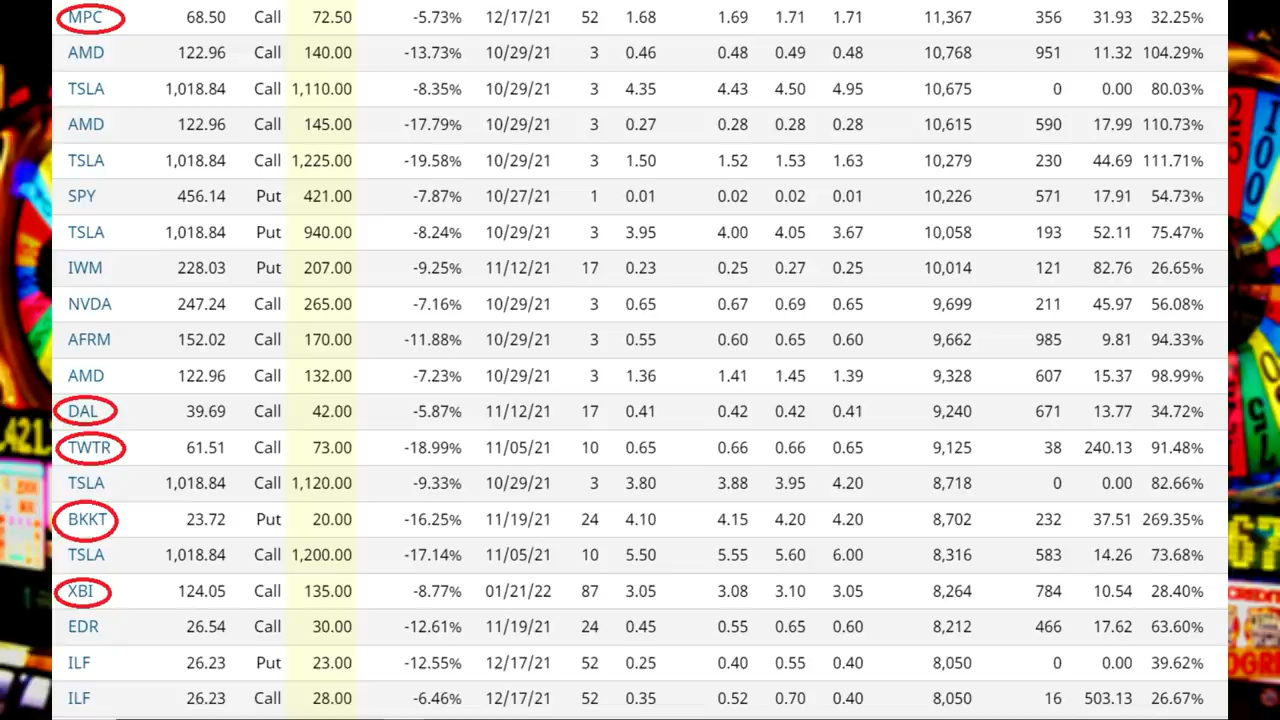 MPC 68.50 Call 72.50 -5.73% 12/17/21 52 1.68 1.69 1.71 1.71 11,367 356 31.93 32.25%
AMD 122.96 Call 140.00 -13.73% 10/29/21 3 0.46 0.48 0.49 0.48 10,768 951 11.32 104.29%
TSLA 1,018.84 Call 1,110.00 -8.35% 10/29/21 3 4.35 4.43 4.50 4.95 10,675 0 0.00 80.03%
AMD 122.96 Call 145.00 -17.79% 10/29/21 3 0.27 0.28 0.28 0.28 10,615 590 17.99 110.73%
TSLA 1,018.84 Call 1,225.00 -19.58% 10/29/21 3 1.50 1.52 1.53 1.63 10,279 230 44.69 111.71%
SPY 456.14 Put 421.00 -7.87% 10/27/21 1 0.01 0.02 0.02 0.01 10,226 571 17.91 54.73%
TSLA 1,018.84 Put 940.00 -8.24% 10/29/21 3 3.95 4.00 4.05 3.67 10,058 193 52.11 75.47%
IWM 228.03 Put 207.00 -9.25% 11/12/21 17 0.23 0.25 0.27 0.25 10,014 121 82.76 26.65%
NVDA 247.24 Call 265.00 -7.16% 10/29/21 3 0.65 0.67 0.69 0.65 9,699 211 45.97 56.08%
AFRM 152.02 Call 170.00 -11.88% 10/29/21 3 0.55 0.60 0.65 0.60 9,662 985 9.81 94.33%
AMD 122.96 Call 132.00 -7.23% 10/29/21 3 1.36 1.41 1.45 1.39 9,328 607 15.37 98.99%
DAL 39.69 Call 42.00 -5.87% 11/12/21 17 0.41 0.42 0.42 0.41 9,240 671 13.77 34.72%
TWTR 61.51 Call 73.00 -18.99% 11/05/21 10 0.65 0.66 0.66 0.65 9,125 38 240.13 91.48%
TSLA 1,018.84 Call 1,120.00 -9.33% 10/29/21 3 3.80 3.88 3.95 4.20 8,718 0 0.00 82.66%
BKKT 23.72 Put 20.00 -16.25% 11/19/21 24 4.10 4.15 4.20 4.20 8,702 232 37.51 269.35%
TSLA 1,018.84 Call 1,200.00 -17.14% 11/05/21 10 5.50 5.55 5.60 6.00 8,316 583 14.26 73.68%
XBI 124.05 Call 135.00 -8.77% 01/21/22 87 3.05 3.08 3.10 3.05 8,264 784 10.54 28.40%
EDR 26.54 Call 30.00 -12.61% 11/19/21 24 0.45 0.55 0.65 0.60 8,212 466 17.62 63.60%
ILF 26.23 Put 23.00 -12.55% 12/17/21 52 0.25 0.40 0.55 0.40 8,050 0 0.00 39.62%
ILF 26.23 Call 28.00 -6.46% 12/17/21 52 0.35 0.52 0.70 0.40 8,050 16 503.13 26.67%